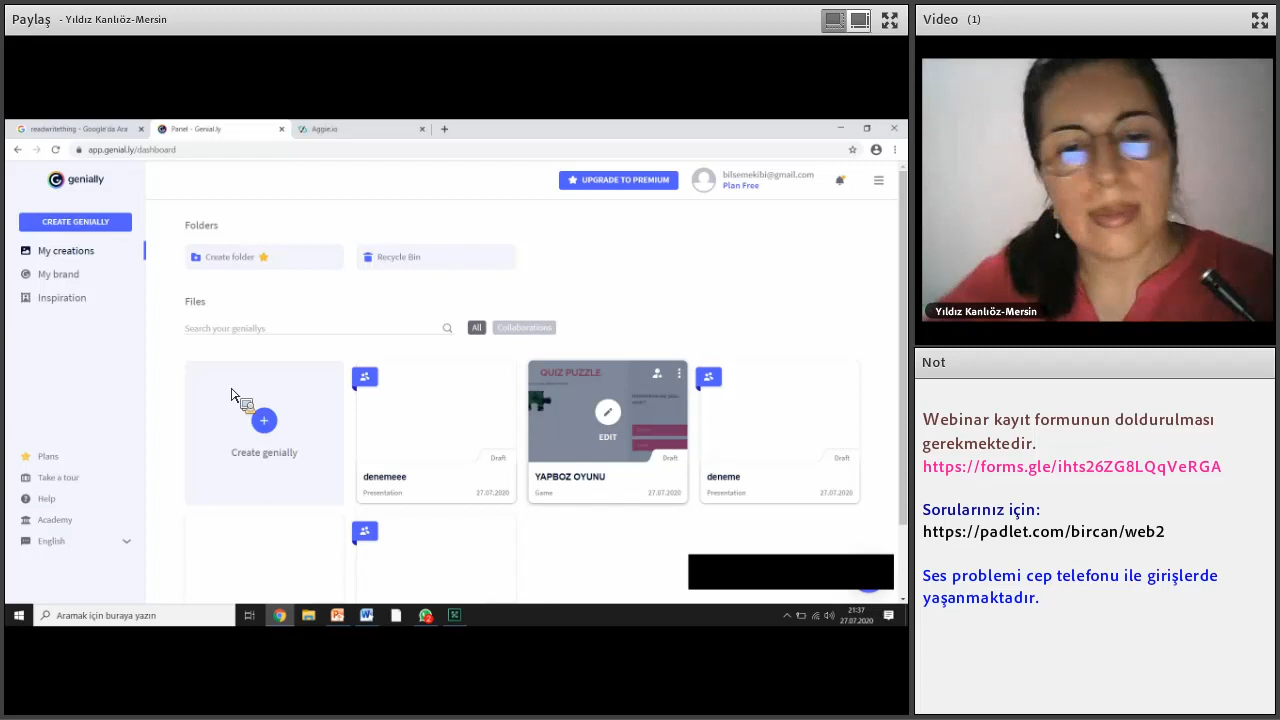 Paylaş - Yıldız Kanlıöz-Mersin
readwritething - Google'da Ara
Panel - Genial.ly
Aggie.io
app.genial.ly/dashboard
genially
UPGRADE TO PREMIUM
bilsemekibi@gmail.com
Plan Free
CREATE GENIALLY
My creations
My brand
Inspiration
Plans
Take a tour
Help
Academy
English
Folders
Create folder
Recycle Bin
Files
Search your geniallys
All
Collaborations
Create genially
Draft
denemeee
Presentation 27.07.2020
QUIZ PUZZLE
EDIT
Draft
YAPBOZ OYUNU
Game 27.07.2020
Draft
deneme
Presentation 27.07.2020
Aramak için buraya yazın
21:37
27.07.2020
Video (1)
Yıldız Kanlıöz-Mersin
Not
Webinar kayıt formunun doldurulması
gerekmektedir.
https://forms.gle/ihts26ZG8LQqVeRGA
Sorularınız için:
https://padlet.com/bircan/web2
Ses problemi cep telefonu ile girişlerde
yaşanmaktadır.